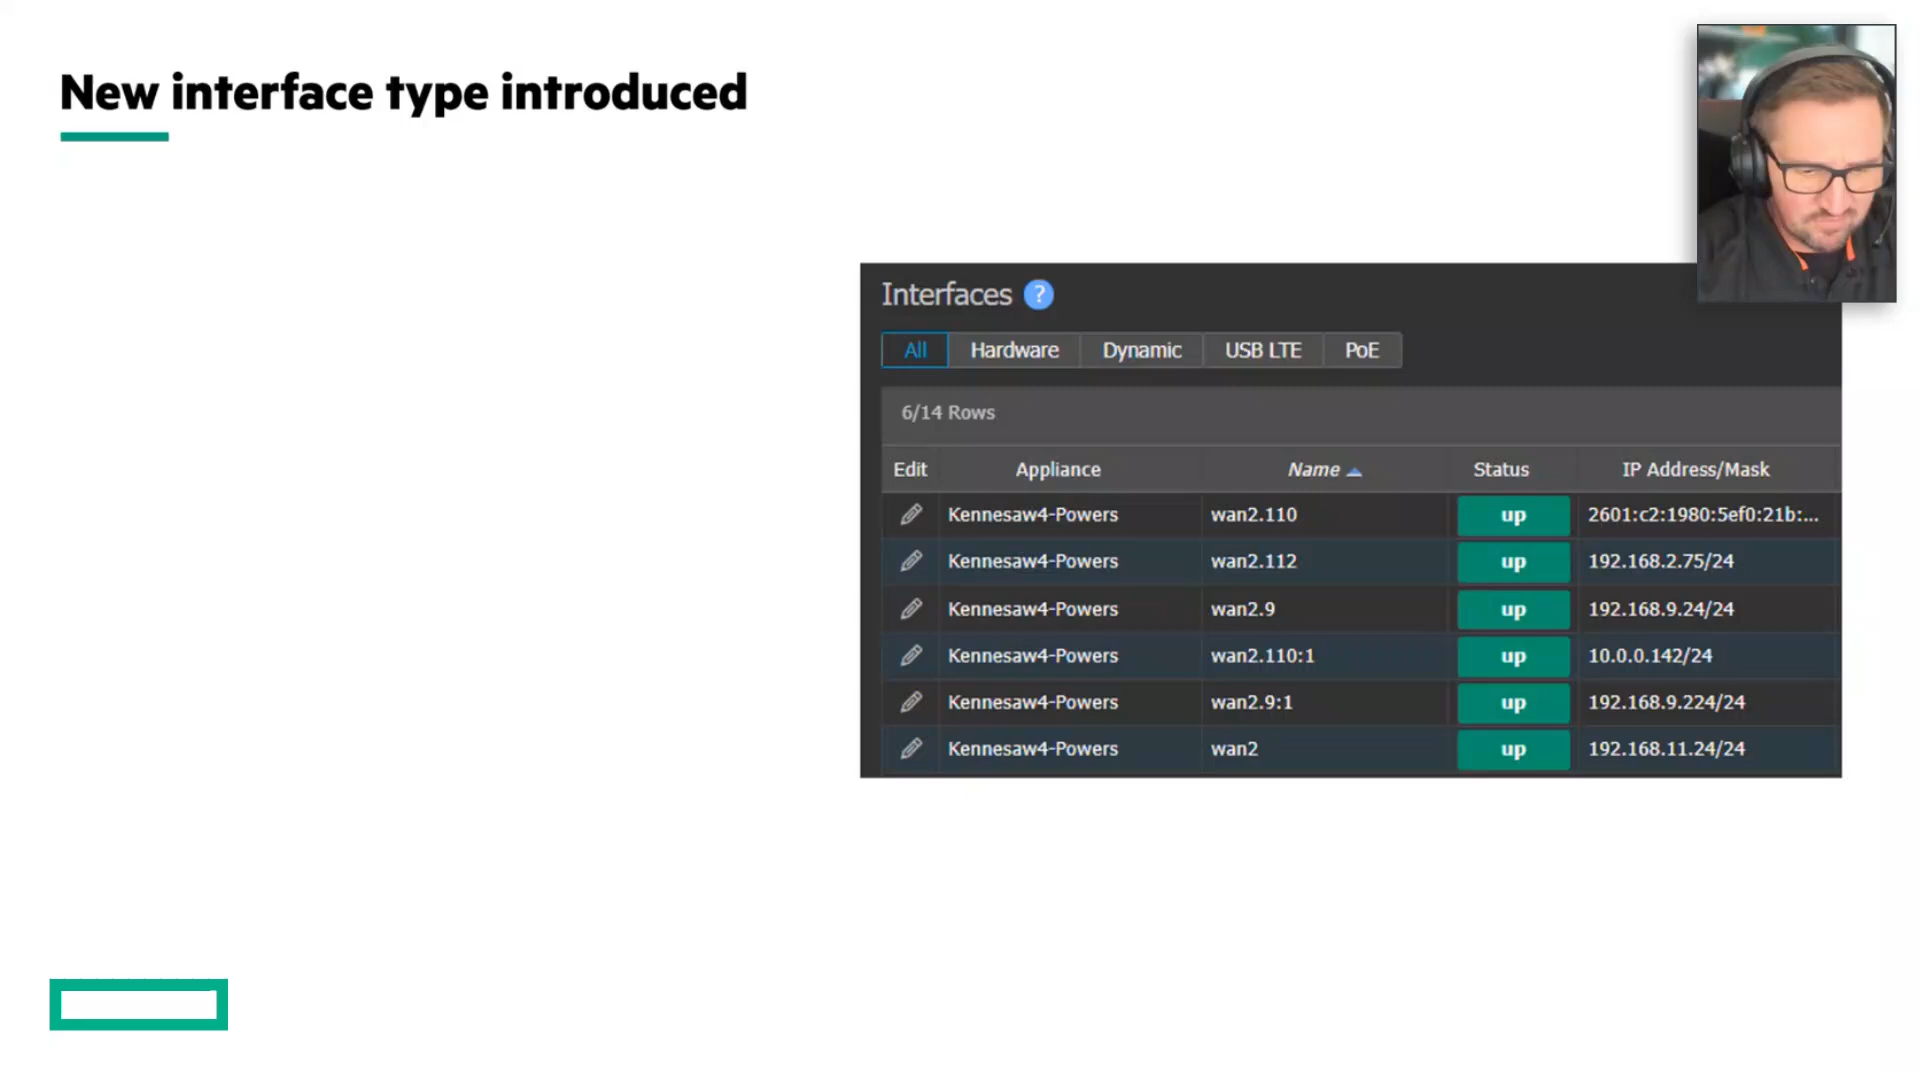 New interface type introduced
Interfaces ?
All Hardware Dynamic USB LTE PoE
6/14 Rows
Edit Appliance Name Status IP Address/Mask
Kennesaw4-Powers wan2.110 up 2601:c2:1980:5ef0:21b:...
Kennesaw4-Powers wan2.112 up 192.168.2.75/24
Kennesaw4-Powers wan2.9 up 192.168.9.24/24
Kennesaw4-Powers wan2.110:1 up 10.0.0.142/24
Kennesaw4-Powers wan2.9:1 up 192.168.9.224/24
Kennesaw4-Powers wan2 up 192.168.11.24/24